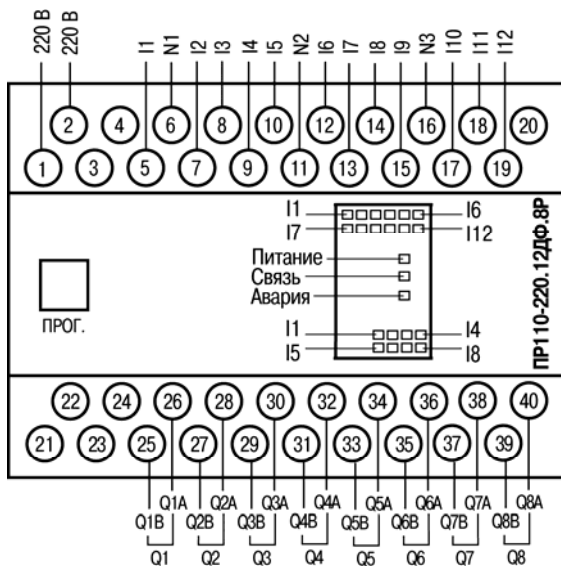 220 В 220 В I1 N1 I2 I3 I4 I5 N2 I6 I7 I8 I9 N3 I10 I11 I12
2 4 6 8 10 12 14 16 18 20
1 3 5 7 9 11 13 15 17 19
I1 I6
I7 I12
Питание
Связь
Авария
I1 I4
I5 I8
ПРОГ.
ПР110-220.12ДФ.8Р
22 24 26 28 30 32 34 36 38 40
21 23 25 27 29 31 33 35 37 39
Q1A Q2A Q3A Q4A Q5A Q6A Q7A Q8A
Q1B Q2B Q3B Q4B Q5B Q6B Q7B Q8B
Q1 Q2 Q3 Q4 Q5 Q6 Q7 Q8